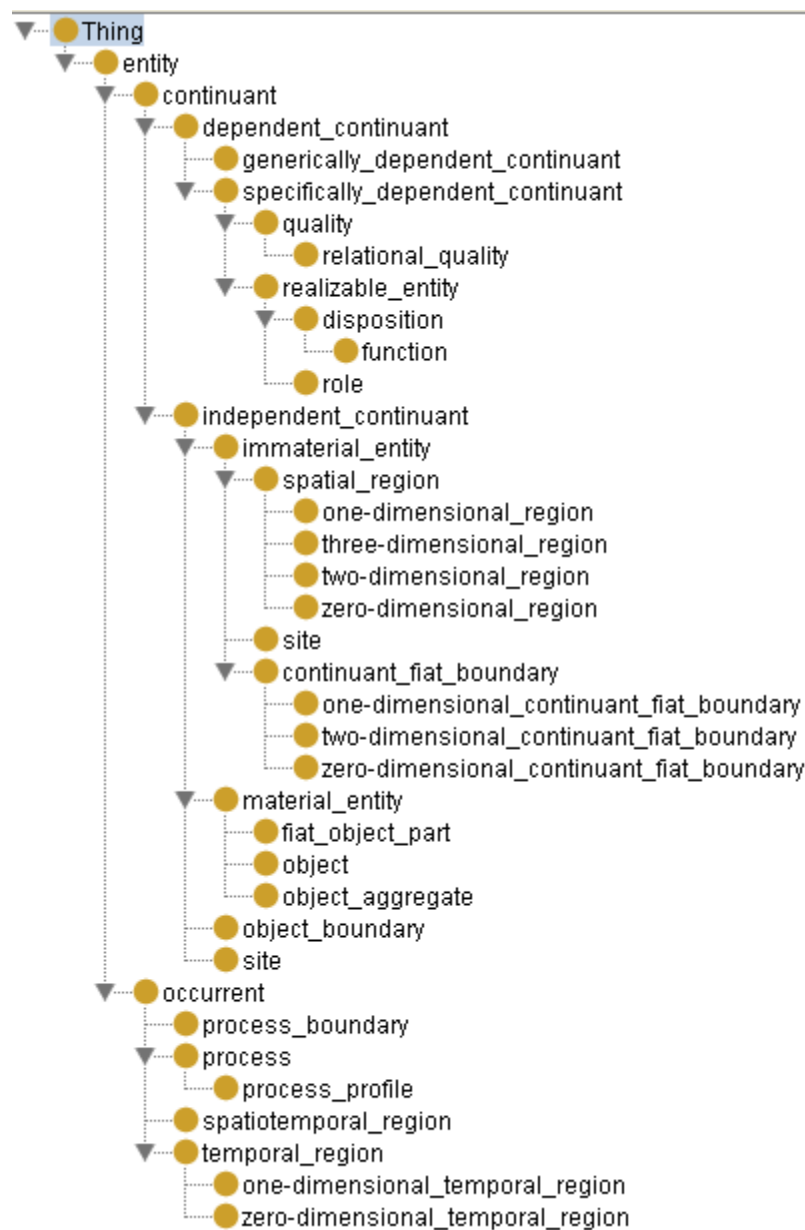 Thing
entity
continuant
dependent_continuant
generically_dependent_continuant
specifically_dependent_continuant
quality
relational_quality
realizable_entity
disposition
function
role
independent_continuant
immaterial_entity
spatial_region
one-dimensional_region
three-dimensional_region
two-dimensional_region
zero-dimensional_region
site
continuant_fiat_boundary
one-dimensional_continuant_fiat_boundary
two-dimensional_continuant_fiat_boundary
zero-dimensional_continuant_fiat_boundary
material_entity
fiat_object_part
object
object_aggregate
object_boundary
site
occurrent
process_boundary
process
process_profile
spatiotemporal_region
temporal_region
one-dimensional_temporal_region
zero-dimensional_temporal_region